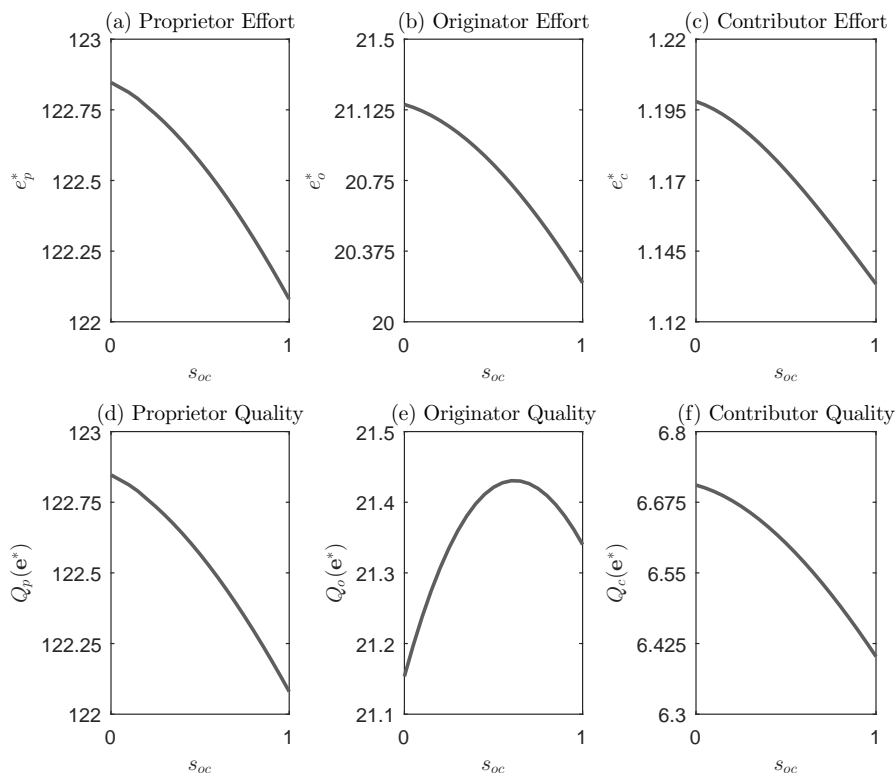 (a) Proprietor Effort
123
122.75
122.5
122.25
122
e*p
0
1
soc
(b) Originator Effort
21.5
21.125
20.75
20.375
20
e*o
0
1
soc
(c) Contributor Effort
1.22
1.195
1.17
1.145
1.12
e*c
0
1
soc
(d) Proprietor Quality
123
122.75
122.5
122.25
122
Qp(e*)
0
1
soc
(e) Originator Quality
21.5
21.4
21.3
21.2
21.1
Qo(e*)
0
1
soc
(f) Contributor Quality
6.8
6.675
6.55
6.425
6.3
Qc(e*)
0
1
soc